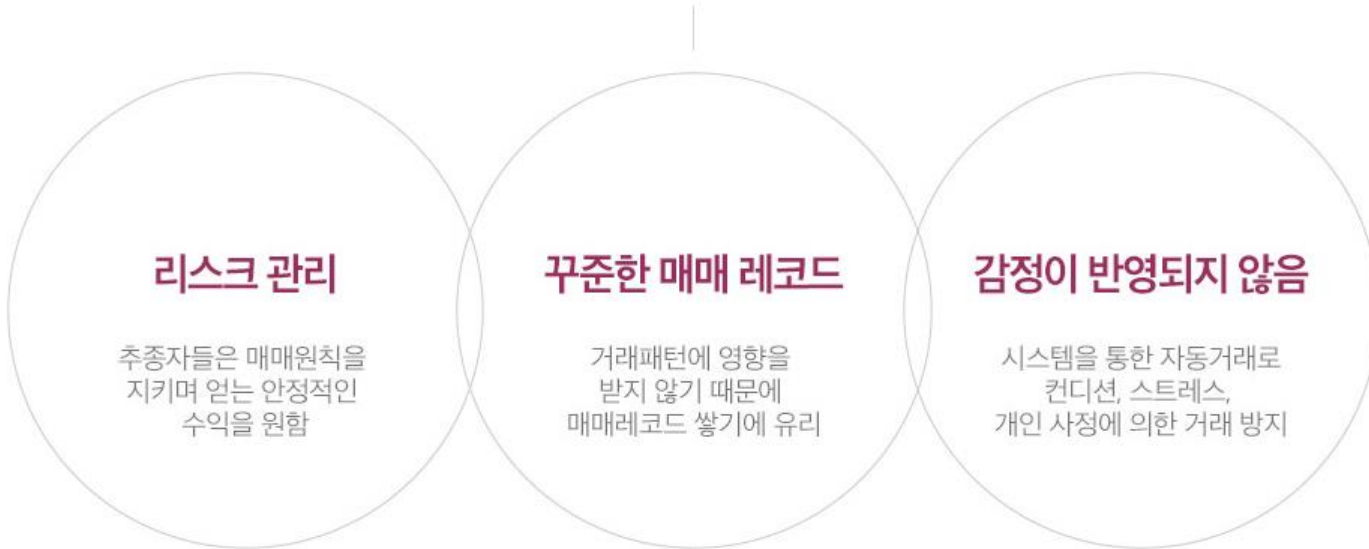 리스크 관리
추종자들은 매매원칙을
지키며 얻는 안정적인
수익을 원함
꾸준한 매매 레코드
거래패턴에 영향을
받지 않기 때문에
매매레코드 쌓기에 유리
감정이 반영되지 않음
시스템을 통한 자동거래로
컨디션, 스트레스,
개인 사정에 의한 거래 방지